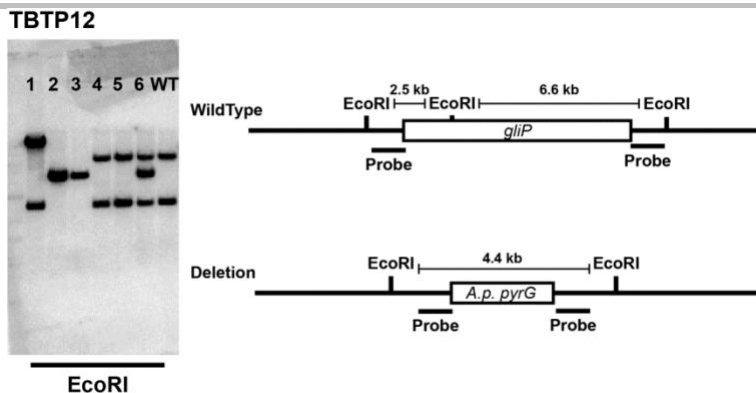 TBTP12
1 2 3 4 5 6 WT
EcoRI
WildType
2.5 kb
6.6 kb
EcoRI
EcoRI
EcoRI
gliP
Probe
Probe
Deletion
4.4 kb
EcoRI
EcoRI
A.p. pyrG
Probe
Probe